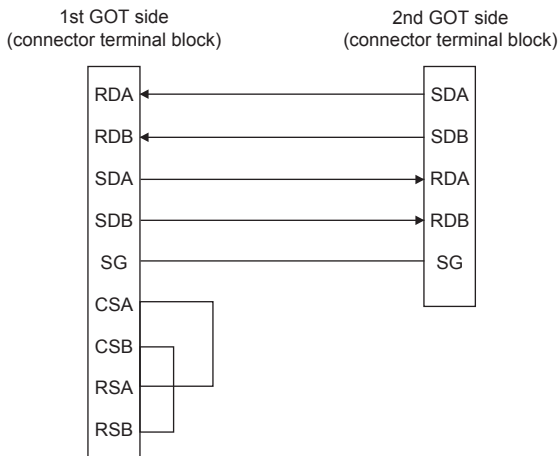 1st GOT side
(connector terminal block)
2nd GOT side
(connector terminal block)
RDA
SDA
RDB
SDB
SDA
RDA
SDB
RDB
SG
SG
CSA
CSB
RSA
RSB